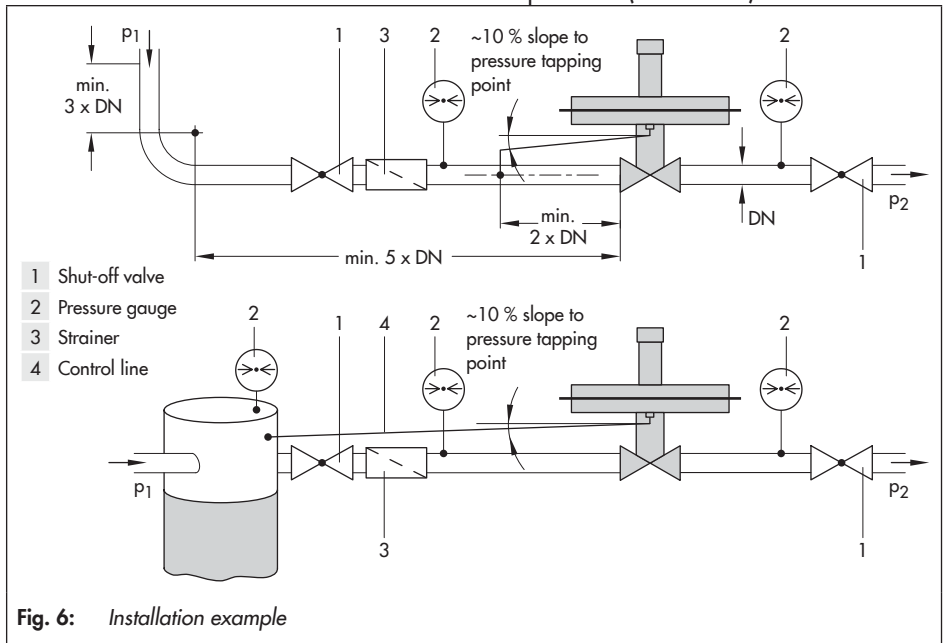 p1 1 3 2 ~10 % slope to 2
pressure tapping
point
min.
3 x DN
p2
DN
min.
2 x DN
min. 5 x DN
1
1 Shut-off valve
2 Pressure gauge
3 Strainer
4 Control line
2 1 4 2 ~10 % slope to 2
pressure tapping
point
p1
p2
3 1
Fig. 6: Installation example